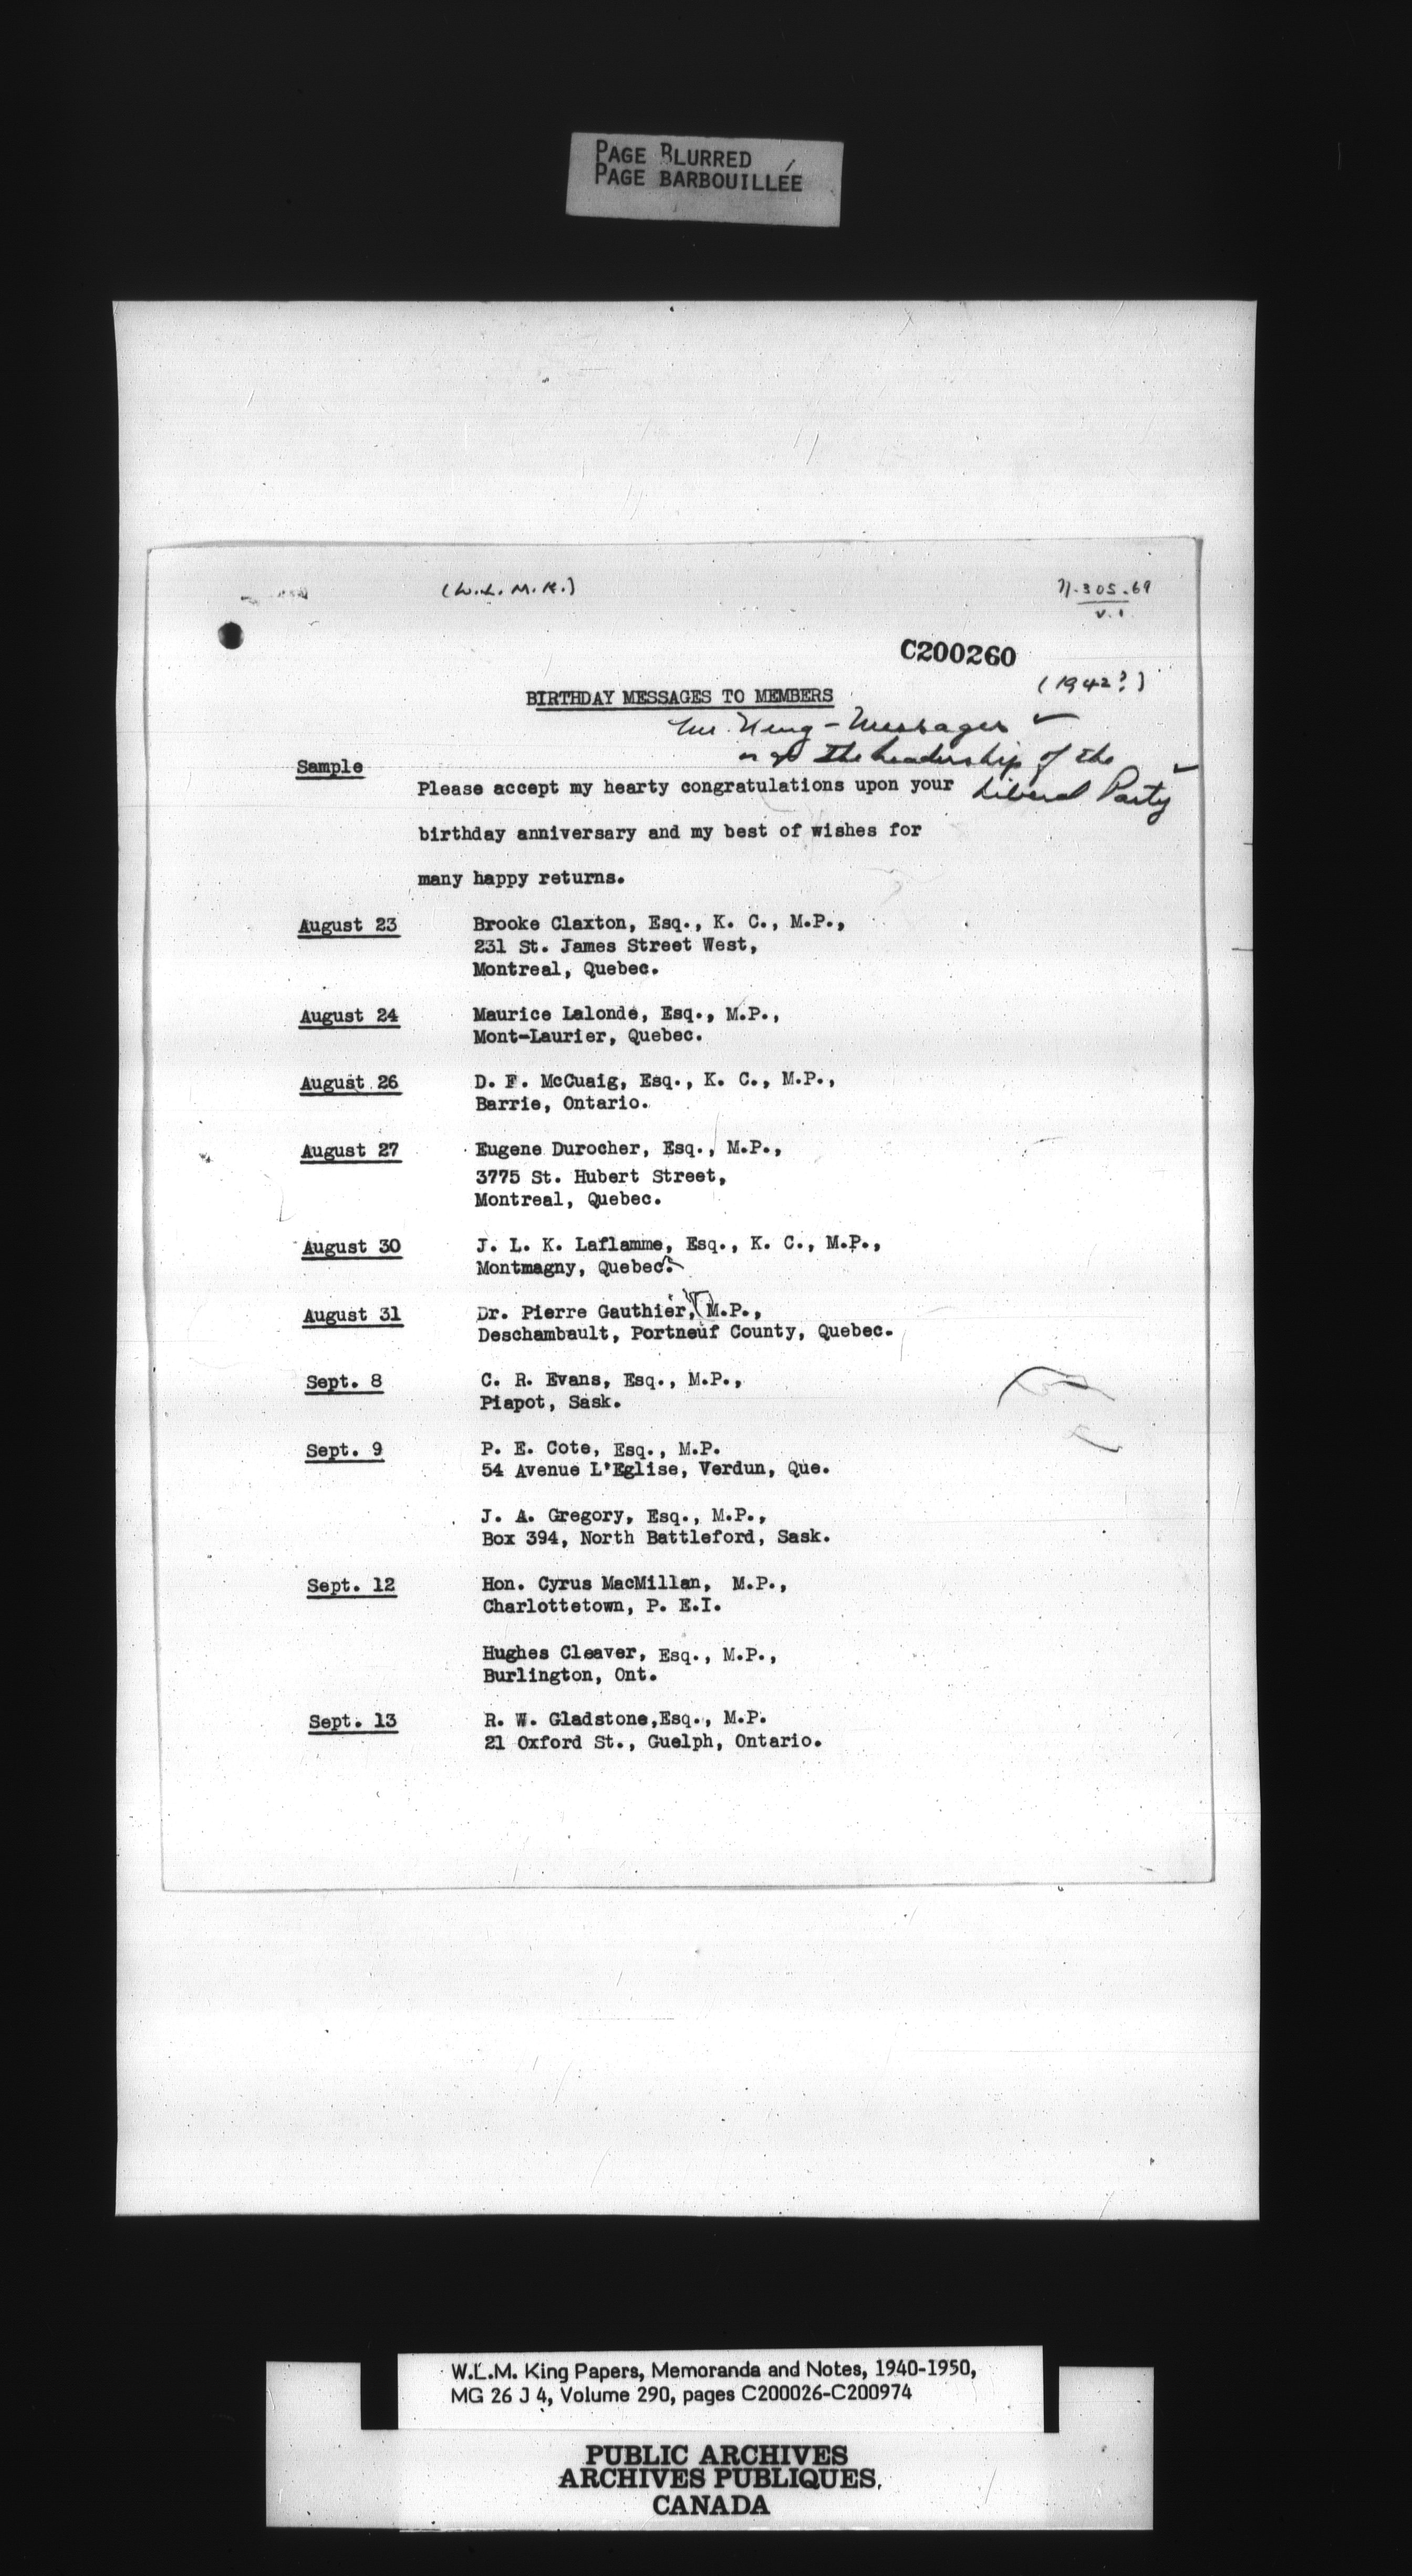 PAGE BLURRED
PAGE BARBOUILLÉE
(W.L.M.K.)
N.305.69
v.1
C200260
(1942?)
BIRTHDAY MESSAGES TO MEMBERS
Mr. King - Messages
the Leadership of the
Liberal Party
Sample
Please accept my hearty congratulations upon your
birthday anniversary and my best of wishes for
many happy returns.
August 23 Brooke Claxton, Esq., K. C., M.P.,
231 St. James Street West,
Montreal, Quebec.
August 24 Maurice Lalonde, Esq., M.P.,
Mont-Laurier, Quebec.
August 26 D. F. McCuaig, Esq., K. C., M.P.,
Barrie, Ontario.
August 27 Eugene Durocher, Esq., M.P.,
3775 St. Hubert Street,
Montreal, Quebec.
August 30 J. L. K. Laflamme, Esq., K. C., M.P.,
Montmagny, Quebec.
August 31 Dr. Pierre Gauthier, M.P.,
Deschambault, Portneuf County, Quebec.
Sept. 8 C. R. Evans, Esq., M.P.,
Piapot, Sask.
Sept. 9 P. E. Cote, Esq., M.P.
54 Avenue L'Eglise, Verdun, Que.
J. A. Gregory, Esq., M.P.,
Box 394, North Battleford, Sask.
Sept. 12 Hon. Cyrus MacMillan, M.P.,
Charlottetown, P. E.I.
Hughes Cleaver, Esq., M.P.,
Burlington, Ont.
Sept. 13 R. W. Gladstone,Esq., M.P.
21 Oxford St., Guelph, Ontario.
W.L.M. King Papers, Memoranda and Notes, 1940-1950,
MG 26 J 4, Volume 290, pages C200026-C200974
PUBLIC ARCHIVES
ARCHIVES PUBLIQUES
CANADA